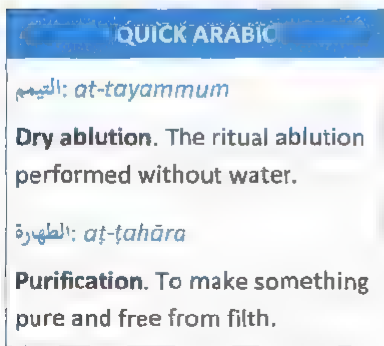 QUICK ARABIC
التيمم: at-tayammum
Dry ablution. The ritual ablution
performed without water.
الطهارة: aṭ-ṭahāra
Purification. To make something
pure and free from filth.